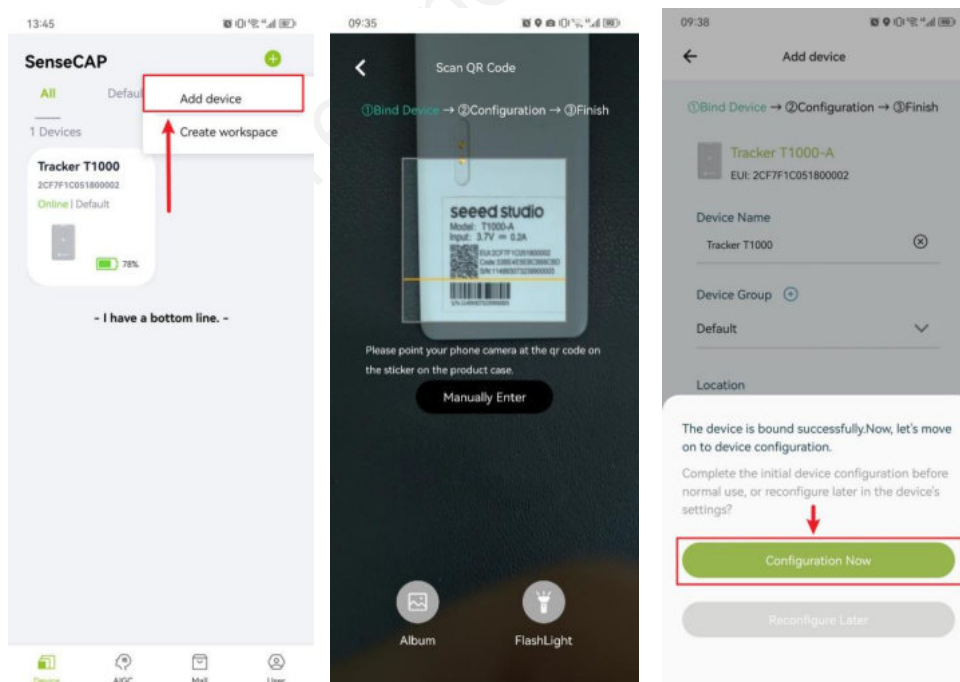 13:45
SenseCAP
All
Defaul
Add device
1 Devices
Create workspace
Tracker T1000
2CF7F1C051800002
Online | Default
78%
- I have a bottom line. -
Device
AIGC
Mall
User
09:35
Scan QR Code
①Bind Device → ②Configuration → ③Finish
seeed studio
Model: T1000-A
Input: 3.7V ⎓ 0.2A
EUI:2CF7F1C051800002
Please point your phone camera at the qr code on
the sticker on the product case.
Manually Enter
Album
FlashLight
09:38
Add device
①Bind Device → ②Configuration → ③Finish
Tracker T1000-A
EUI: 2CF7F1C051800002
Device Name
Tracker T1000
Device Group
Default
Location
The device is bound successfully.Now, let's move
on to device configuration.
Complete the initial device configuration before
normal use, or reconfigure later in the device's
settings?
Configuration Now
Reconfigure Later